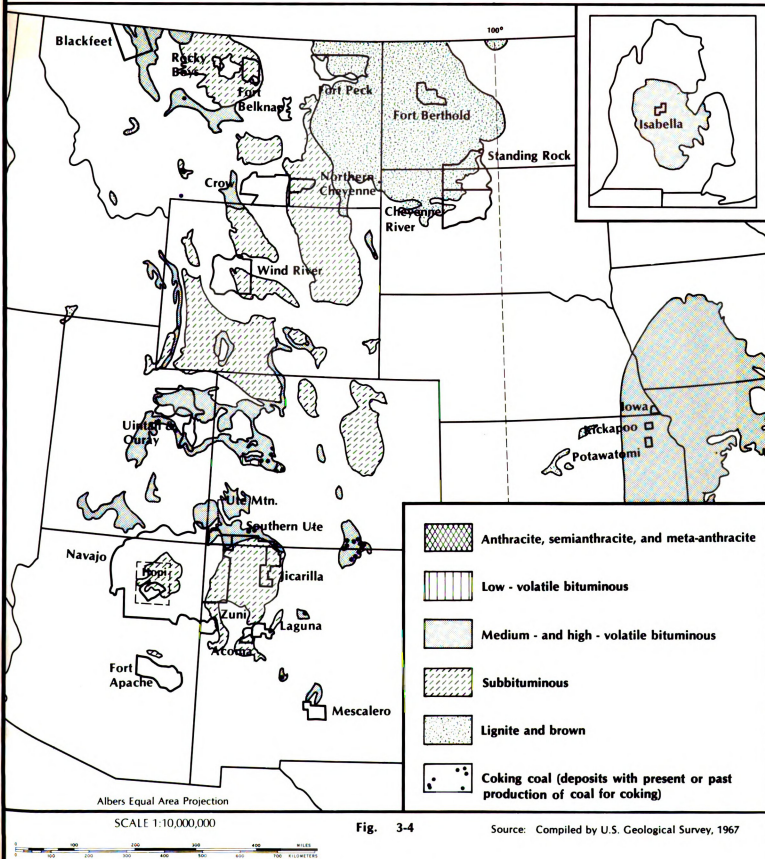 100°
Blackfeet
Rocky
Boys
Fort
Belknap
Fort Peck
Fort Berthold
Isabella
Standing Rock
Crow
Northern
Cheyenne
Cheyenne
River
Wind River
Iowa
Kickapoo
Potawatomi
Uintah &
Ouray
Ute Mtn.
Southern Ute
Navajo
Hopi
Jicarilla
Zuni
Laguna
Acoma
Fort
Apache
Mescalero
Anthracite, semianthracite, and meta-anthracite
Low - volatile bituminous
Medium - and high - volatile bituminous
Subbituminous
Lignite and brown
Coking coal (deposits with present or past
production of coal for coking)
Albers Equal Area Projection
SCALE 1:10,000,000
Fig. 3-4
Source: Compiled by U.S. Geological Survey, 1967
0 100 200 300 400 MILES
0 100 200 300 400 500 600 700 KILOMETERS